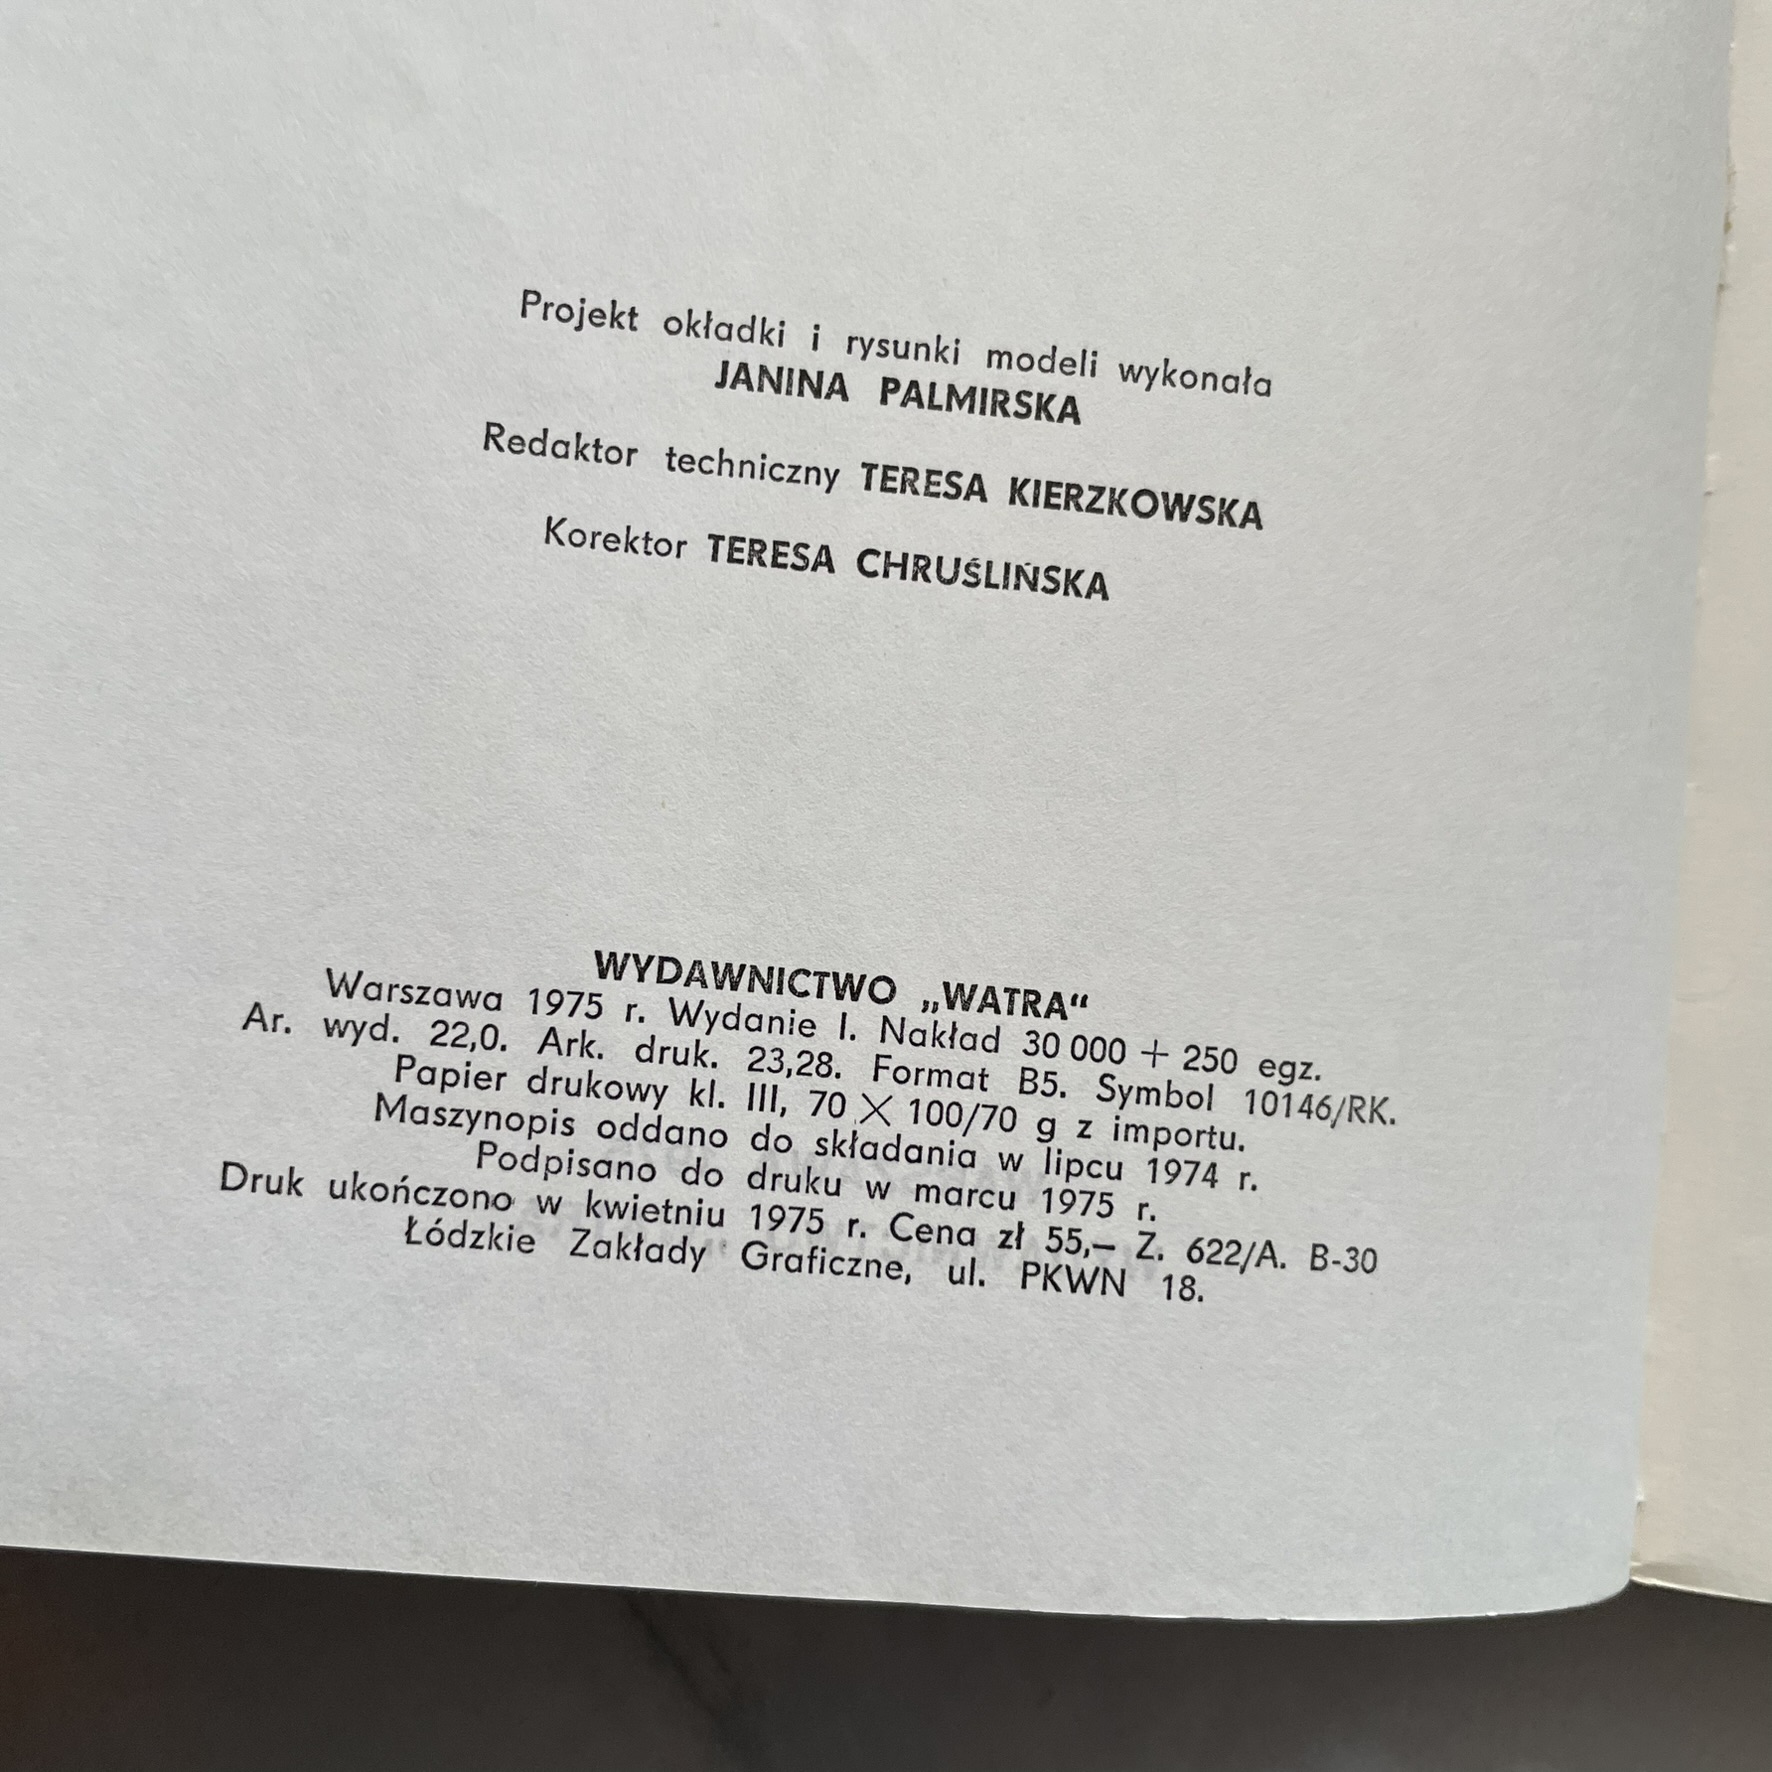 Projekt okładki i rysunki modeli wykonała
JANINA PALMIRSKA
Redaktor techniczny TERESA KIERZKOWSKA
Korektor TERESA CHRUŚLIŃSKA
WYDAWNICTWO „WATRA“
Warszawa 1975 r. Wydanie I. Nakład 30 000 + 250 egz.
Ar. wyd. 22,0. Ark. druk. 23,28. Format B5. Symbol 10146/RK.
Papier drukowy kl. III, 70 × 100/70 g z importu.
Maszynopis oddano do składania w lipcu 1974 r.
Podpisano do druku w marcu 1975 r.
Druk ukończono w kwietniu 1975 r. Cena zł 55,— Z. 622/A. B-30
Łódzkie Zakłady Graficzne, ul. PKWN 18.